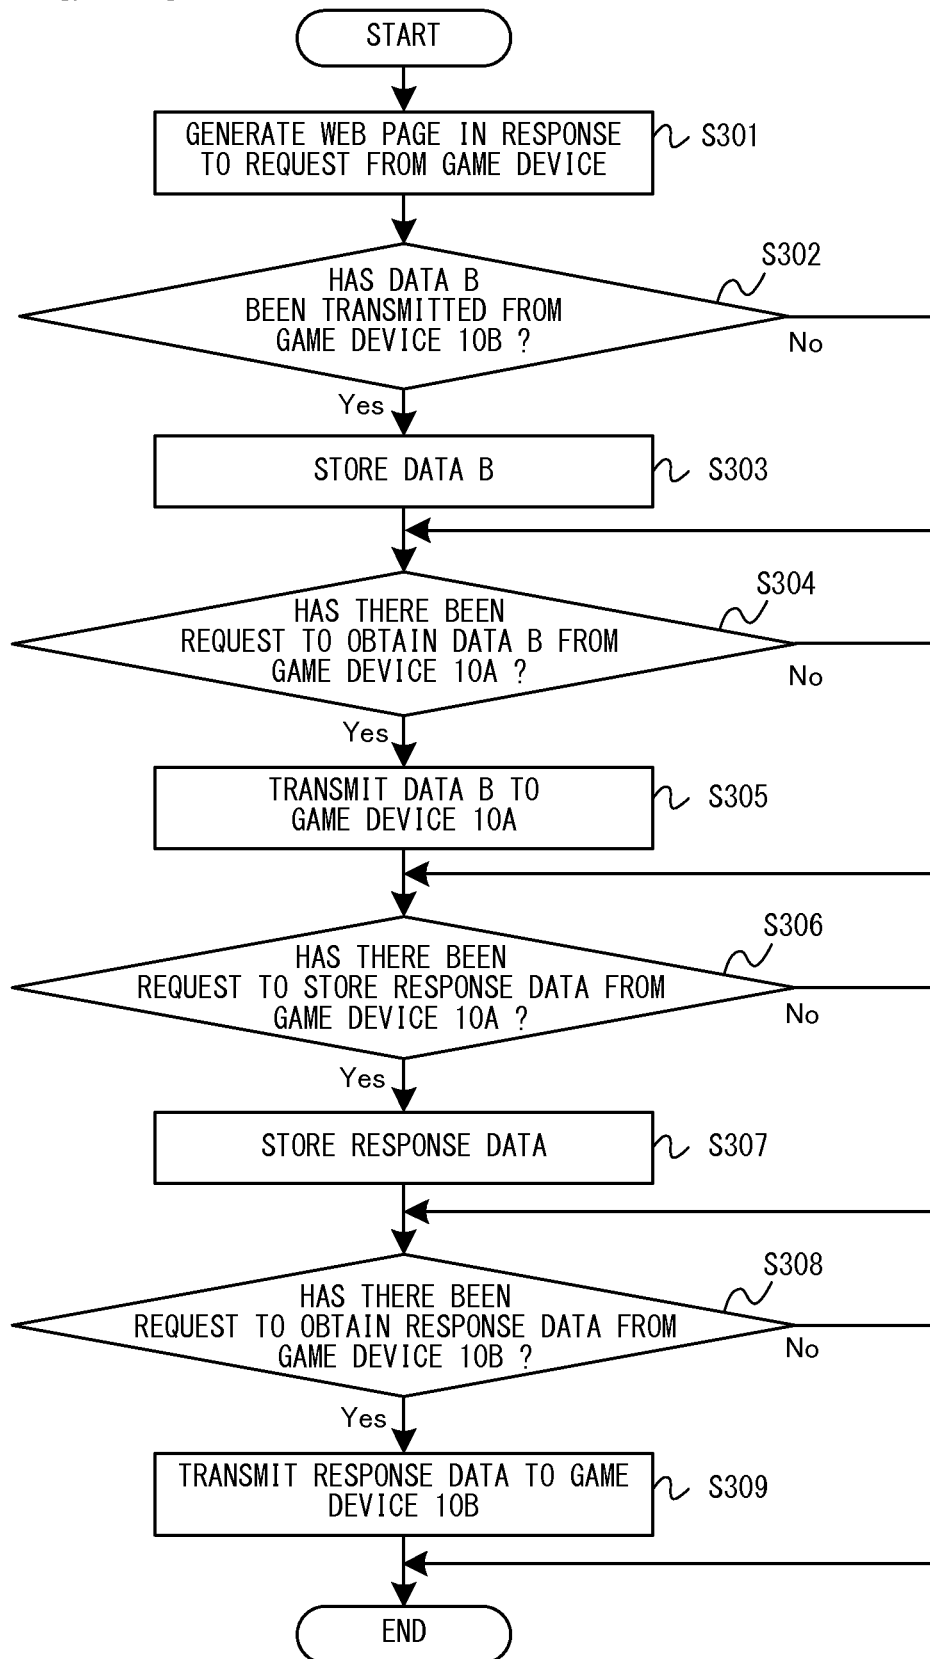 START
GENERATE WEB PAGE IN RESPONSE
TO REQUEST FROM GAME DEVICE
S301
HAS DATA B
BEEN TRANSMITTED FROM
GAME DEVICE 10B ?
S302
No
Yes
STORE DATA B
S303
HAS THERE BEEN
REQUEST TO OBTAIN DATA B FROM
GAME DEVICE 10A ?
S304
No
Yes
TRANSMIT DATA B TO
GAME DEVICE 10A
S305
HAS THERE BEEN
REQUEST TO STORE RESPONSE DATA FROM
GAME DEVICE 10A ?
S306
No
Yes
STORE RESPONSE DATA
S307
HAS THERE BEEN
REQUEST TO OBTAIN RESPONSE DATA FROM
GAME DEVICE 10B ?
S308
No
Yes
TRANSMIT RESPONSE DATA TO GAME
DEVICE 10B
S309
END